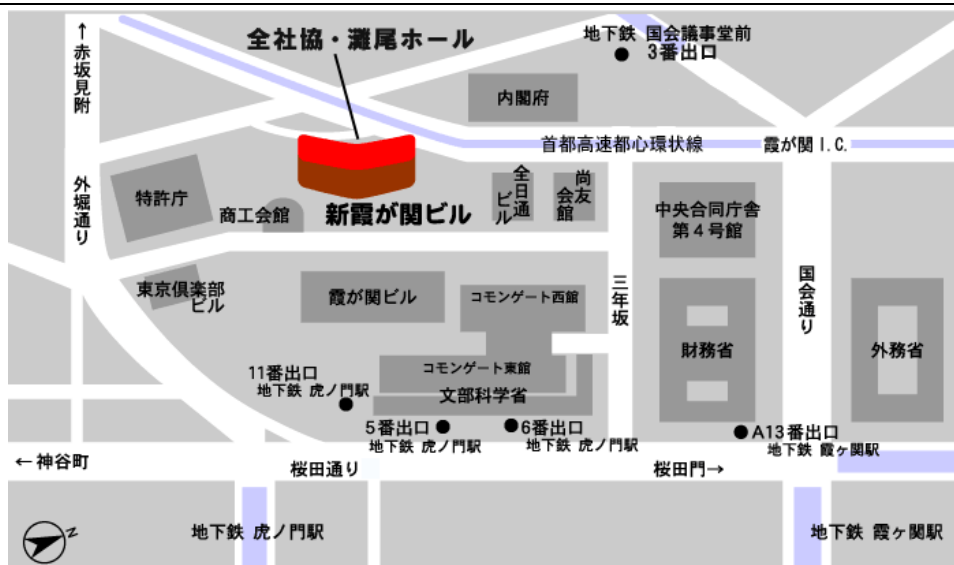 ↑赤坂見附
全社協・灘尾ホール
地下鉄 国会議事堂前
3番出口
内閣府
首都高速都心環状線
霞が関 I.C.
外堀通り
特許庁
商工会館
新霞が関ビル
全日通
ビル
尚友
会館
中央合同庁舎
第4号館
東京倶楽部
ビル
霞が関ビル
コモンゲート西館
三年坂
国会通り
財務省
外務省
コモンゲート東館
文部科学省
11番出口
地下鉄 虎ノ門駅
5番出口
地下鉄 虎ノ門駅
6番出口
地下鉄 虎ノ門駅
A13番出口
地下鉄 霞ヶ関駅
←神谷町
桜田通り
桜田門→
地下鉄 虎ノ門駅
地下鉄 霞ヶ関駅
N